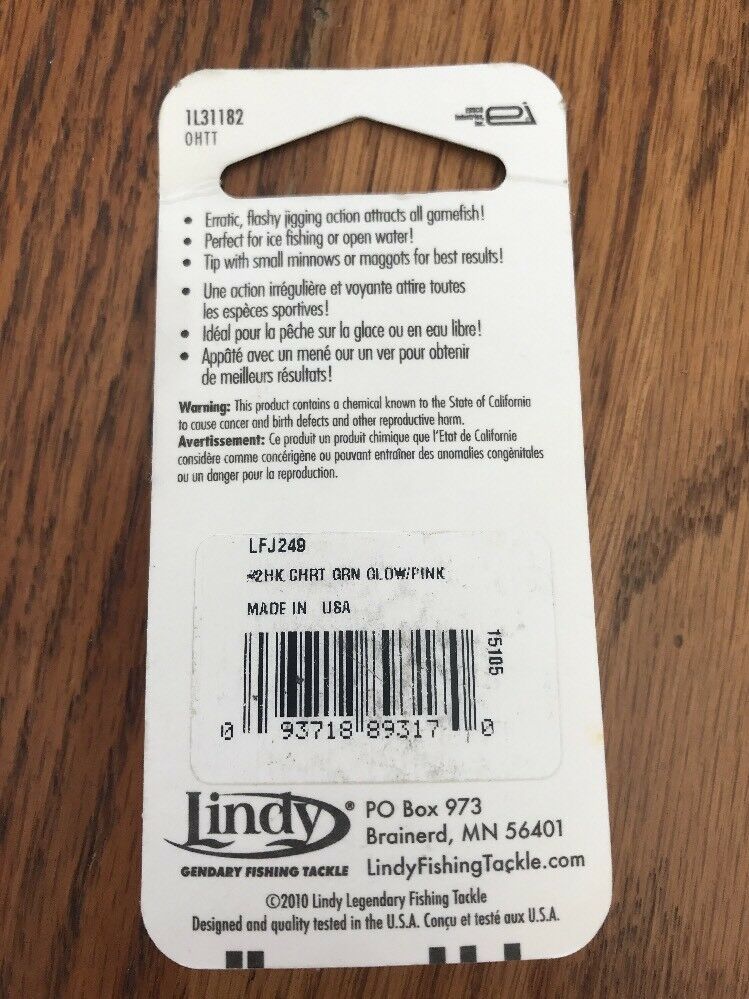 1L31182
OHTT
ei
• Erratic, flashy jigging action attracts all gamefish!
• Perfect for ice fishing or open water!
• Tip with small minnows or maggots for best results!
• Une action irrégulière et voyante attire toutes
les espèces sportives!
• Idéal pour la pêche sur la glace ou en eau libre!
• Appâté avec un mené our un ver pour obtenir
de meilleurs résultats!
Warning: This product contains a chemical known to the State of California
to cause cancer and birth defects and other reproductive harm.
Avertissement: Ce produit un produit chimique que l'Etat de Californie
considère comme concérigène ou pouvant entraîner des anomalies congénitales
ou un danger pour la reproduction.
LFJ249
#2HK CHRT GRN GLOW/PINK
MADE IN USA
15105
0 93718 89317 0
Lindy® PO Box 973
Brainerd, MN 56401
GENDARY FISHING TACKLE LindyFishingTackle.com
©2010 Lindy Legendary Fishing Tackle
Designed and quality tested in the U.S.A. Conçu et testé aux U.S.A.